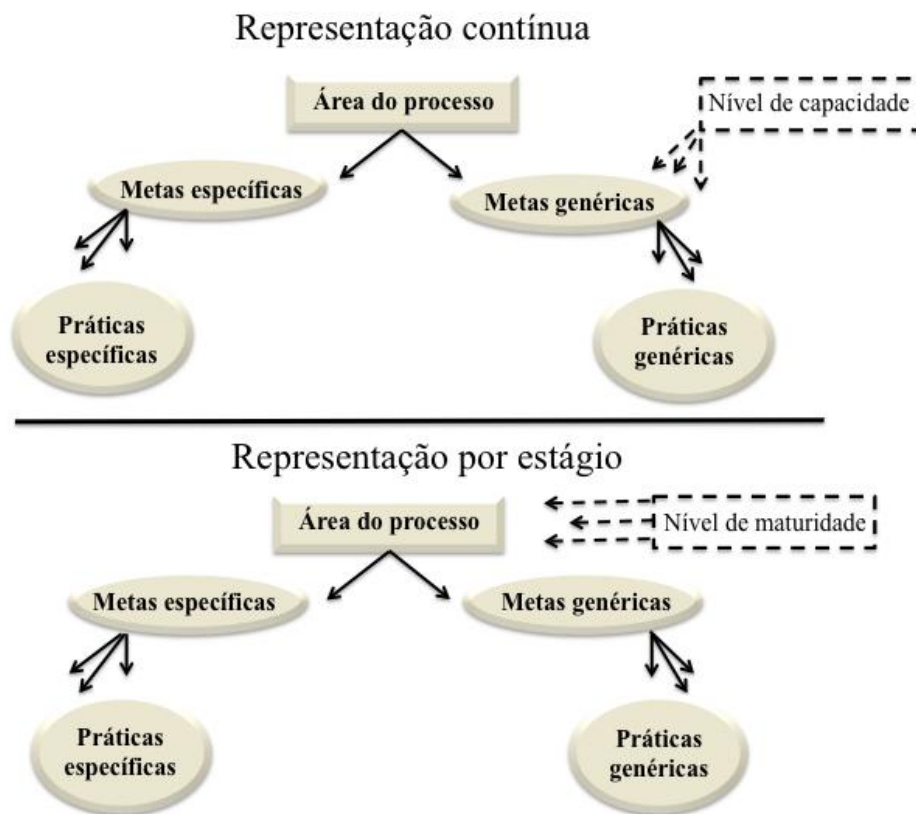 Representação contínua
Área do processo
Nível de capacidade
Metas específicas
Metas genéricas
Práticas
específicas
Práticas
genéricas
Representação por estágio
Área do processo
Nível de maturidade
Metas específicas
Metas genéricas
Práticas
específicas
Práticas
genéricas